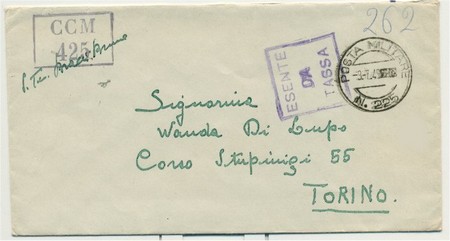 CCM
425
262
ESENTE
DA
TASSA
POSTA MILITARE
N. 225
Signorina
Wanda Di Lupo
Corso Stupinigi 55
TORINO.